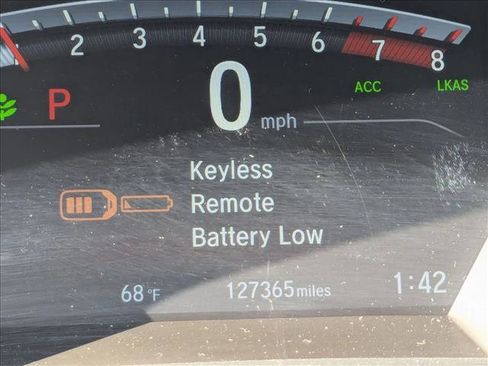 2 3 4 5 6 7 8
P 0 mph ACC LKAS
Keyless
Remote
Battery Low
68°F 127365 miles 1:42